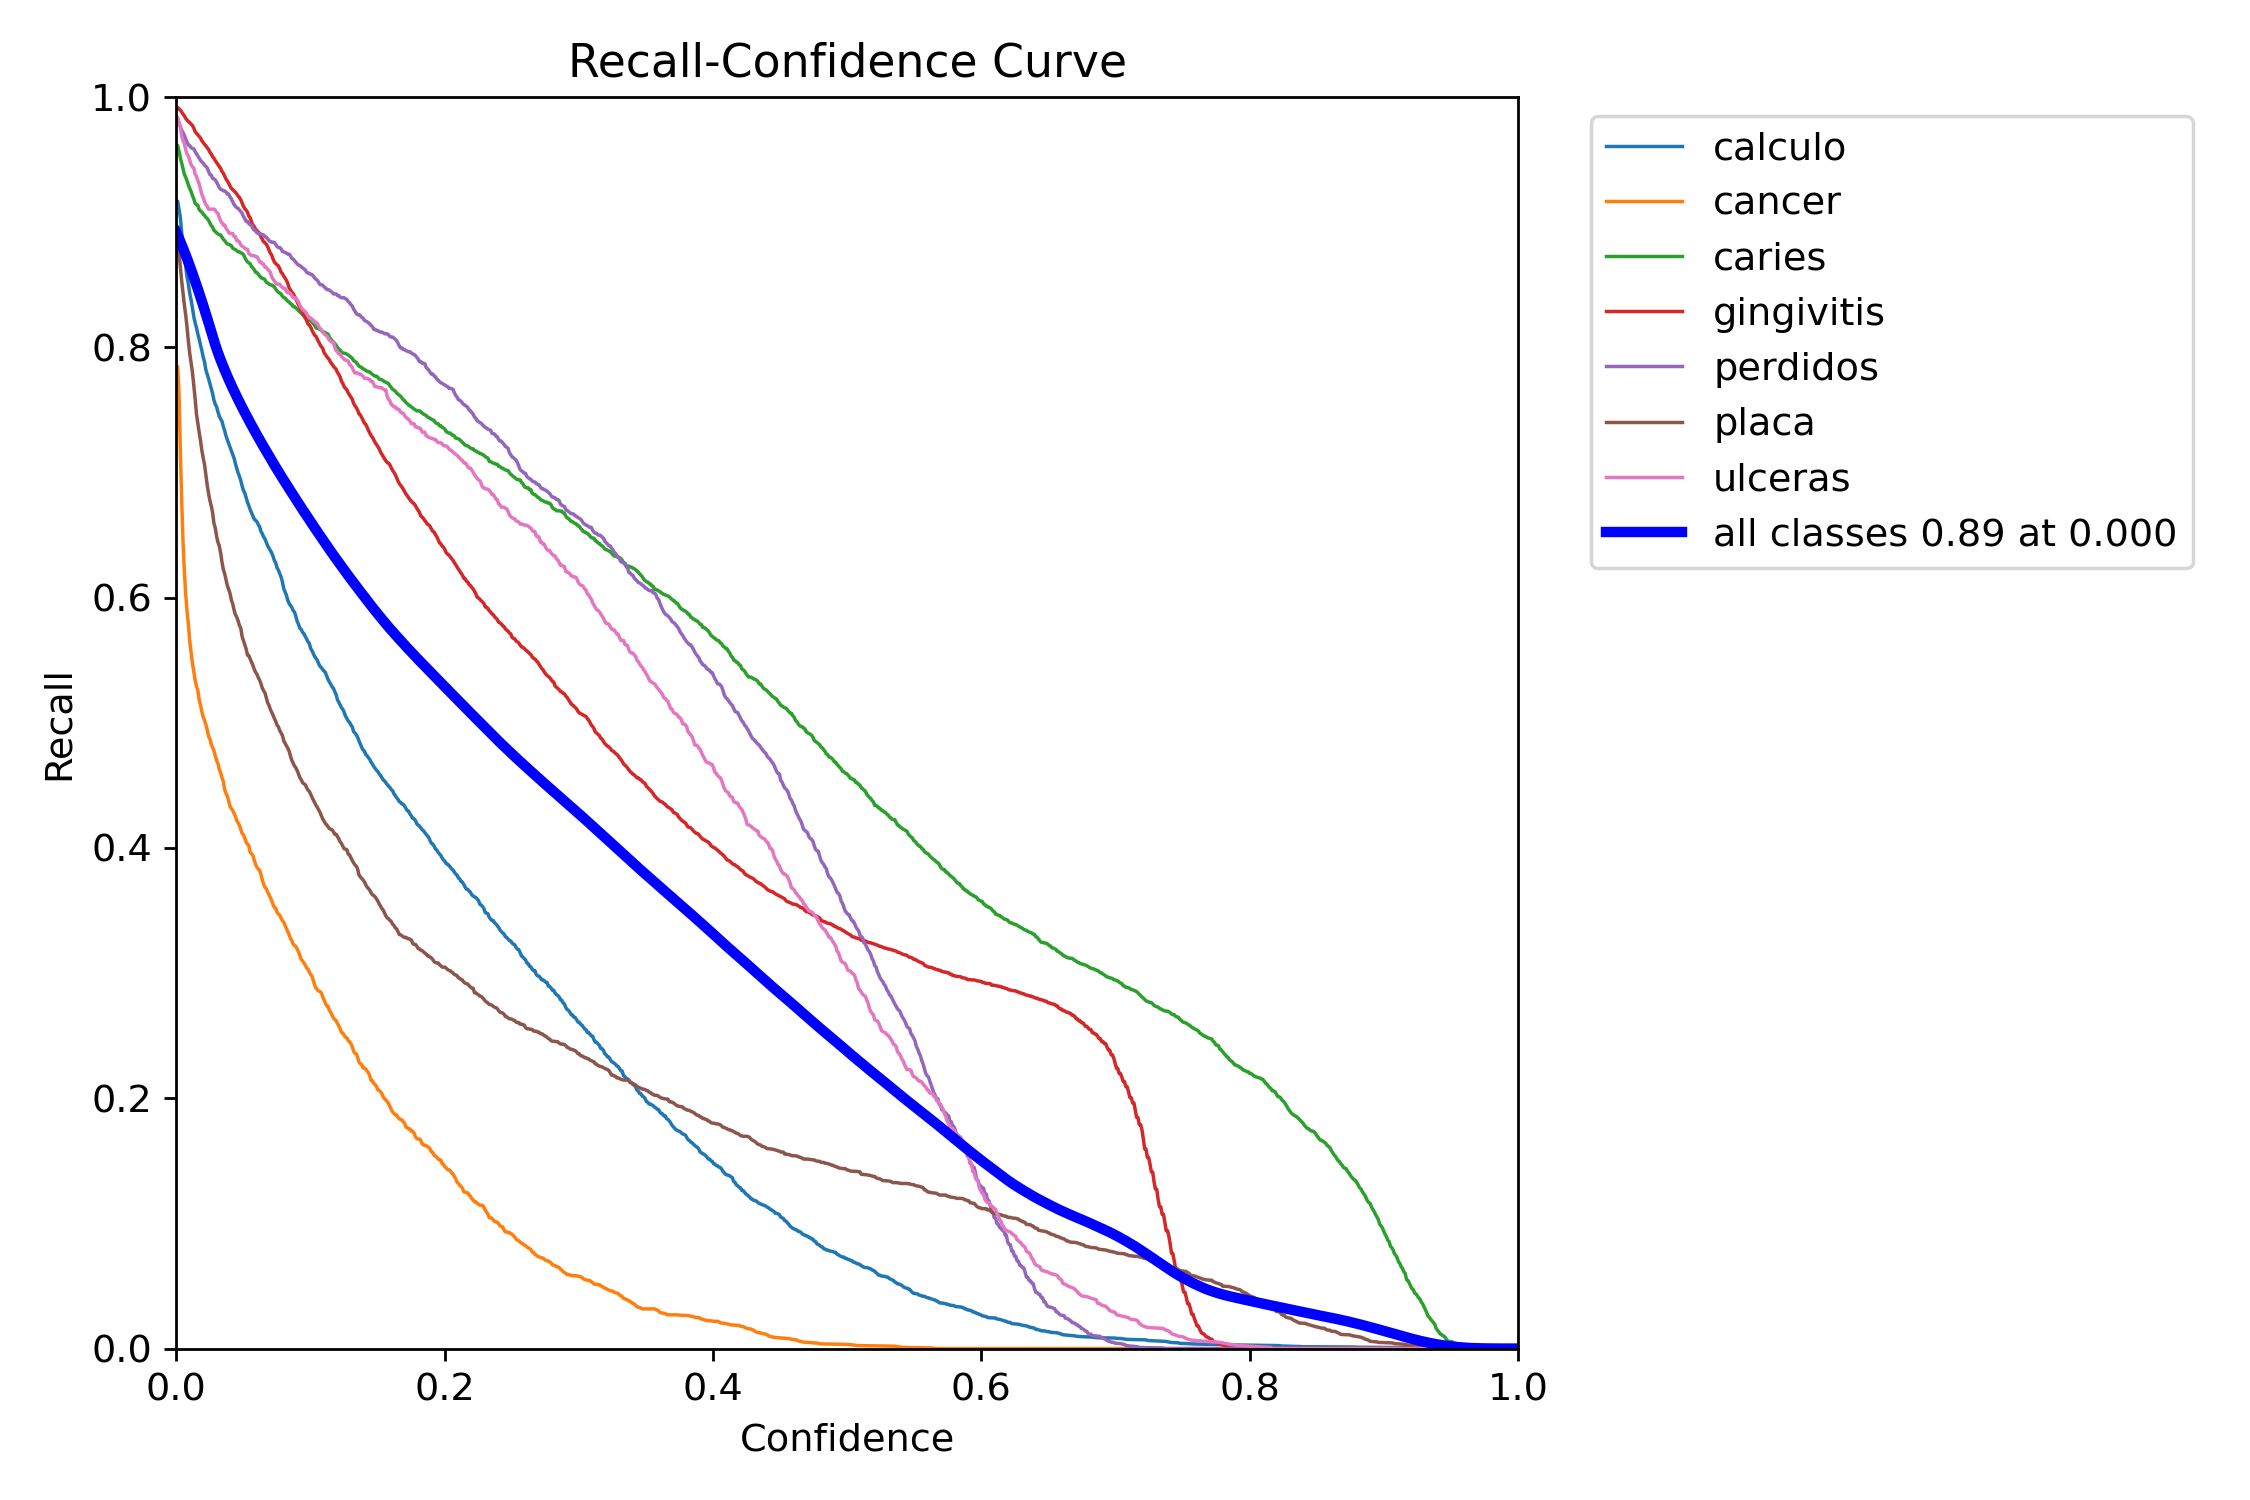 Recall-Confidence Curve
1.0
0.8
0.6
0.4
0.2
0.0
Recall
0.0 0.2 0.4 0.6 0.8 1.0
Confidence
calculo
cancer
caries
gingivitis
perdidos
placa
ulceras
all classes 0.89 at 0.000